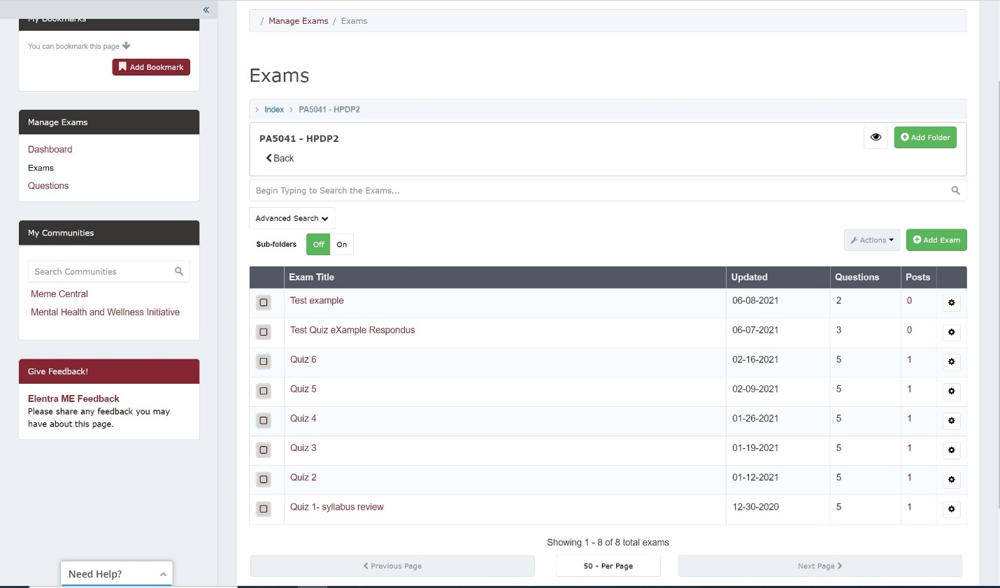 My Bookmarks
You can bookmark this page
Add Bookmark
Manage Exams
Dashboard
Exams
Questions
My Communities
Search Communities
Meme Central
Mental Health and Wellness Initiative
Give Feedback!
Elentra ME Feedback
Please share any feedback you may
have about this page.
Need Help?
/ Manage Exams / Exams
Exams
> Index > PA5041 - HPDP2
PA5041 - HPDP2
Add Folder
Back
Begin Typing to Search the Exams...
Advanced Search
Sub-folders Off On
Actions Add Exam
Exam Title Updated Questions Posts
Test example 06-08-2021 2 0
Test Quiz eXample Respondus 06-07-2021 3 0
Quiz 6 02-16-2021 5 1
Quiz 5 02-09-2021 5 1
Quiz 4 01-26-2021 5 1
Quiz 3 01-19-2021 5 1
Quiz 2 01-12-2021 5 1
Quiz 1- syllabus review 12-30-2020 5 1
Showing 1 - 8 of 8 total exams
Previous Page 50 - Per Page Next Page